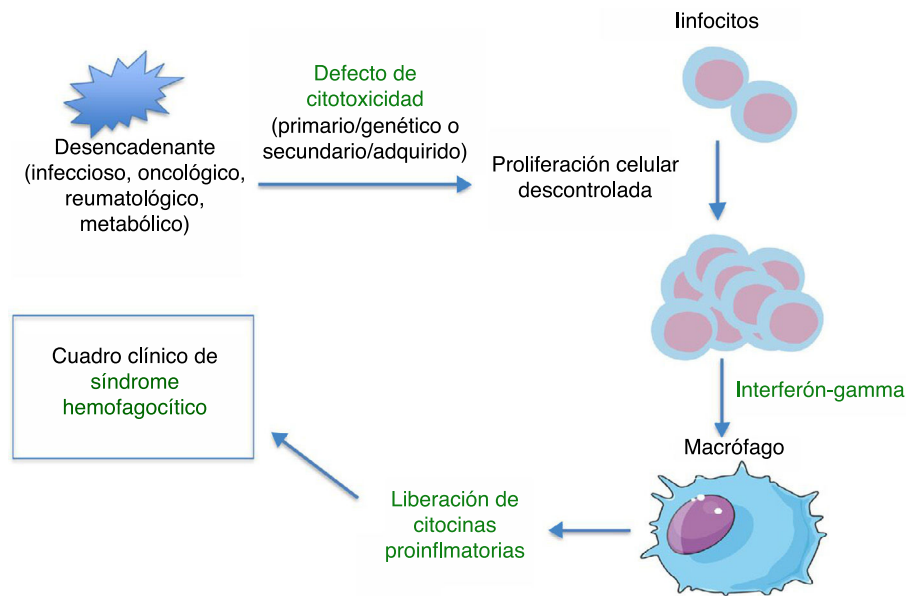 Iinfocitos
Defecto de
citotoxicidad
(primario/genético o
secundario/adquirido)
Desencadenante
(infeccioso, oncológico,
reumatológico,
metabólico)
Proliferación celular
descontrolada
Interferón-gamma
Macrófago
Liberación de
citocinas
proinflmatorias
Cuadro clínico de
síndrome
hemofagocítico